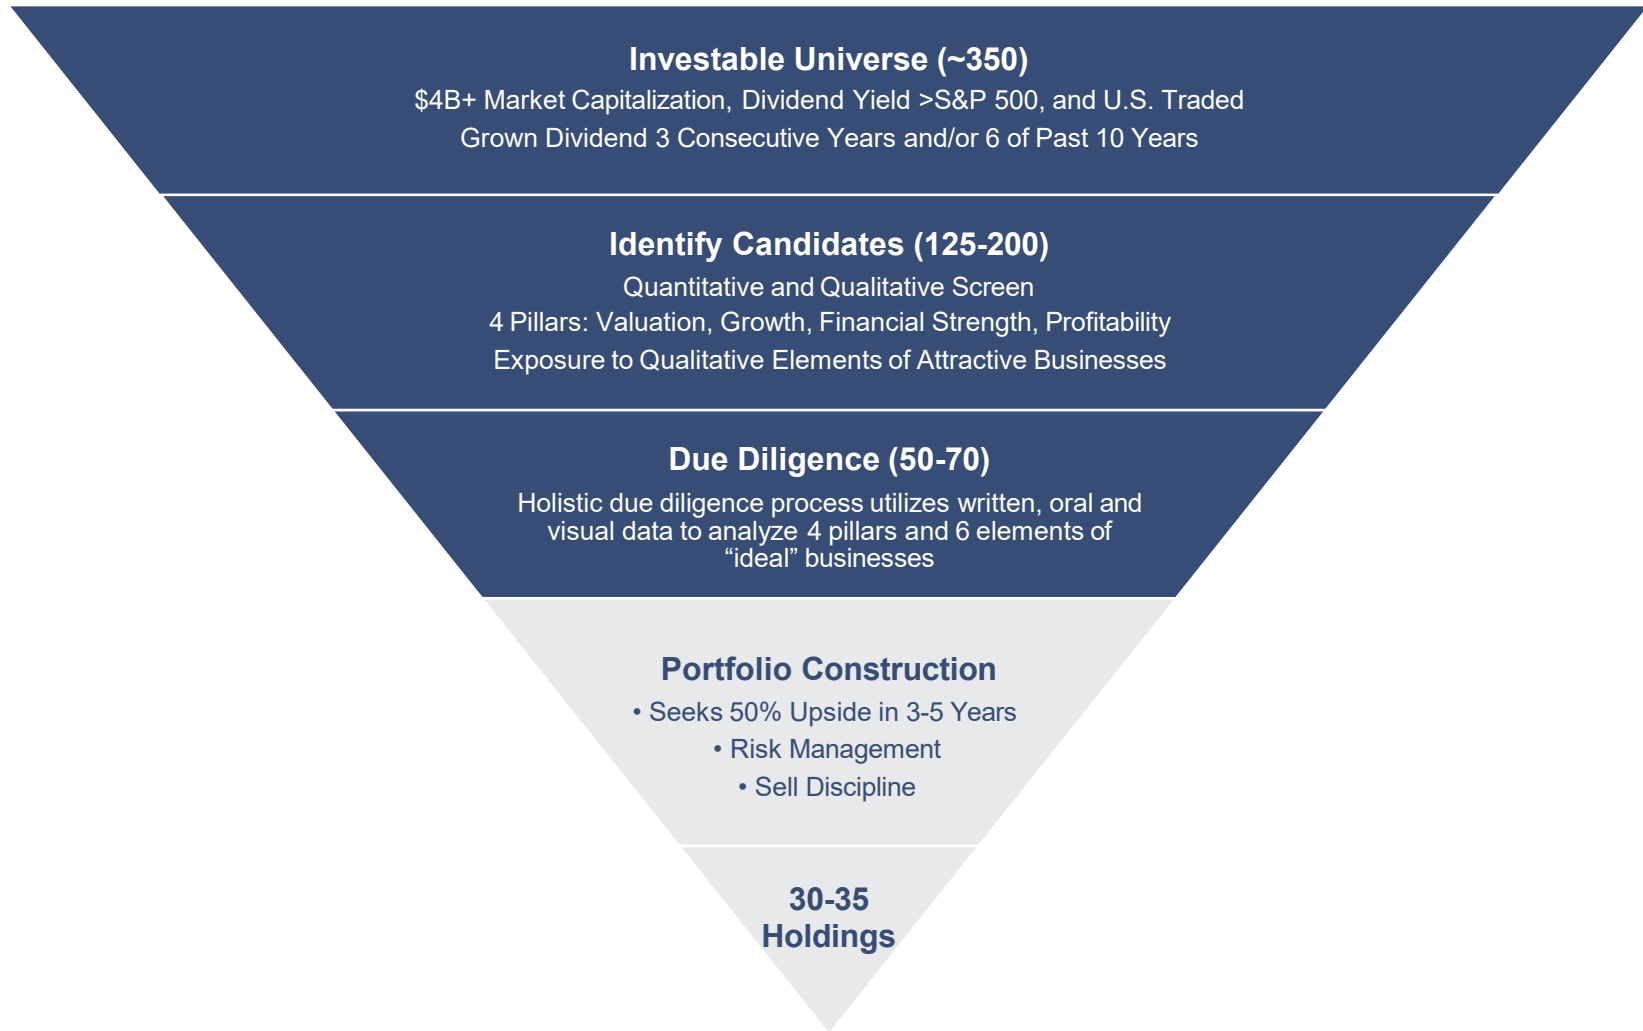 Investable Universe (~350)
$4B+ Market Capitalization, Dividend Yield >S&P 500, and U.S. Traded
Grown Dividend 3 Consecutive Years and/or 6 of Past 10 Years
Identify Candidates (125-200)
Quantitative and Qualitative Screen
4 Pillars: Valuation, Growth, Financial Strength, Profitability
Exposure to Qualitative Elements of Attractive Businesses
Due Diligence (50-70)
Holistic due diligence process utilizes written, oral and
visual data to analyze 4 pillars and 6 elements of
“ideal” businesses
Portfolio Construction
• Seeks 50% Upside in 3-5 Years
• Risk Management
• Sell Discipline
30-35
Holdings